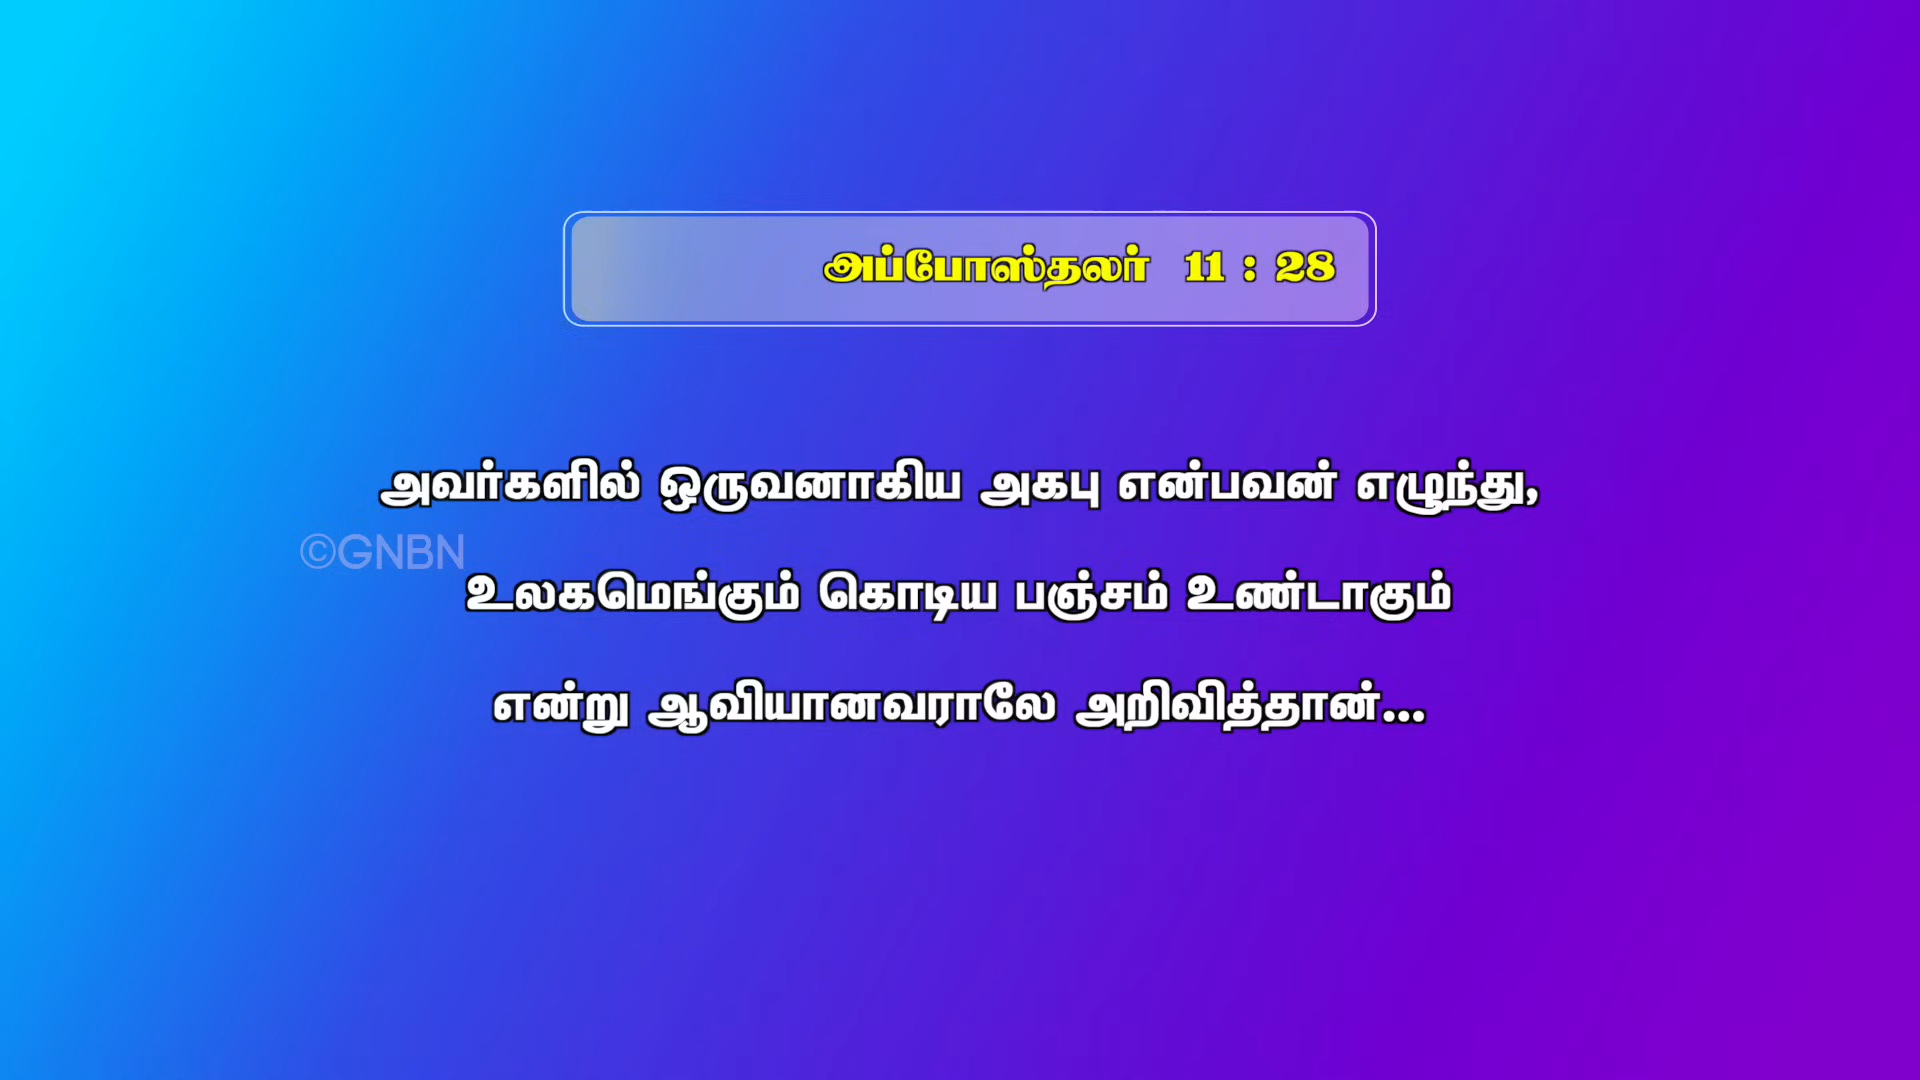 அப்போஸ்தலர் 11 : 28
அவர்களில் ஒருவனாகிய அகபு என்பவன் எழுந்து,
©GNBN
உலகமெங்கும் கொடிய பஞ்சம் உண்டாகும்
என்று ஆவியானவராலே அறிவித்தான்...